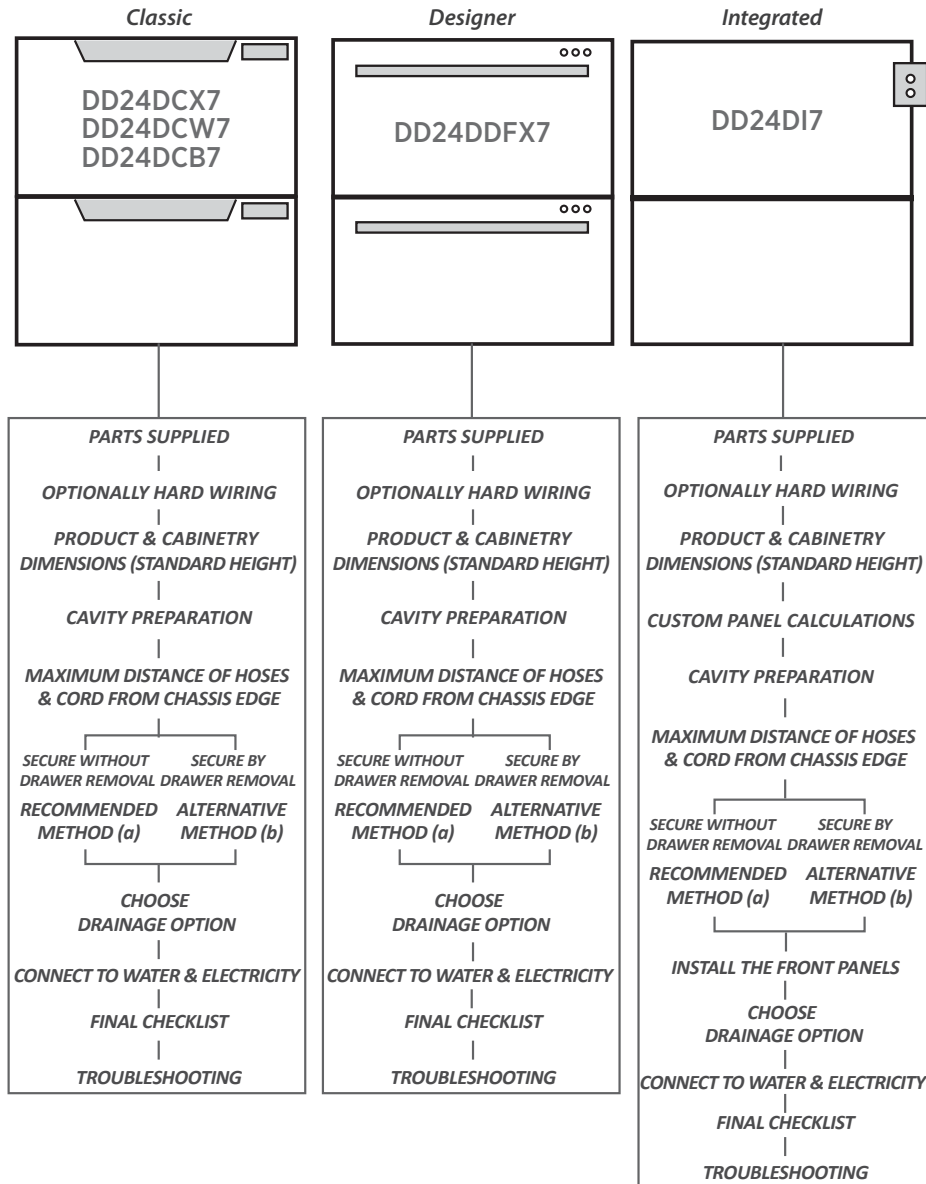 Classic
DD24DCX7
DD24DCW7
DD24DCB7
PARTS SUPPLIED
OPTIONALLY HARD WIRING
PRODUCT & CABINETRY
DIMENSIONS (STANDARD HEIGHT)
CAVITY PREPARATION
MAXIMUM DISTANCE OF HOSES
& CORD FROM CHASSIS EDGE
SECURE WITHOUT
DRAWER REMOVAL
RECOMMENDED
METHOD (a)
SECURE BY
DRAWER REMOVAL
ALTERNATIVE
METHOD (b)
CHOOSE
DRAINAGE OPTION
CONNECT TO WATER & ELECTRICITY
FINAL CHECKLIST
TROUBLESHOOTING
Designer
DD24DDFX7
PARTS SUPPLIED
OPTIONALLY HARD WIRING
PRODUCT & CABINETRY
DIMENSIONS (STANDARD HEIGHT)
CAVITY PREPARATION
MAXIMUM DISTANCE OF HOSES
& CORD FROM CHASSIS EDGE
SECURE WITHOUT
DRAWER REMOVAL
RECOMMENDED
METHOD (a)
SECURE BY
DRAWER REMOVAL
ALTERNATIVE
METHOD (b)
CHOOSE
DRAINAGE OPTION
CONNECT TO WATER & ELECTRICITY
FINAL CHECKLIST
TROUBLESHOOTING
Integrated
DD24DI7
PARTS SUPPLIED
OPTIONALLY HARD WIRING
PRODUCT & CABINETRY
DIMENSIONS (STANDARD HEIGHT)
CUSTOM PANEL CALCULATIONS
CAVITY PREPARATION
MAXIMUM DISTANCE OF HOSES
& CORD FROM CHASSIS EDGE
SECURE WITHOUT
DRAWER REMOVAL
RECOMMENDED
METHOD (a)
SECURE BY
DRAWER REMOVAL
ALTERNATIVE
METHOD (b)
INSTALL THE FRONT PANELS
CHOOSE
DRAINAGE OPTION
CONNECT TO WATER & ELECTRICITY
FINAL CHECKLIST
TROUBLESHOOTING